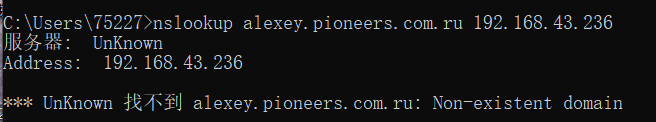 C:\Users\75227>nslookup alexey.pioneers.com.ru 192.168.43.236
服务器:  UnKnown
Address:  192.168.43.236
*** UnKnown 找不到 alexey.pioneers.com.ru: Non-existent domain